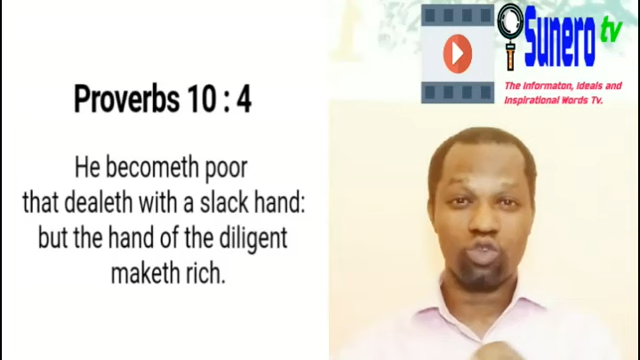 Proverbs 10 : 4
He becometh poor
that dealeth with a slack hand:
but the hand of the diligent
maketh rich.
Sunero tv
The Informaton, Ideals and
Inspirational Words Tv.